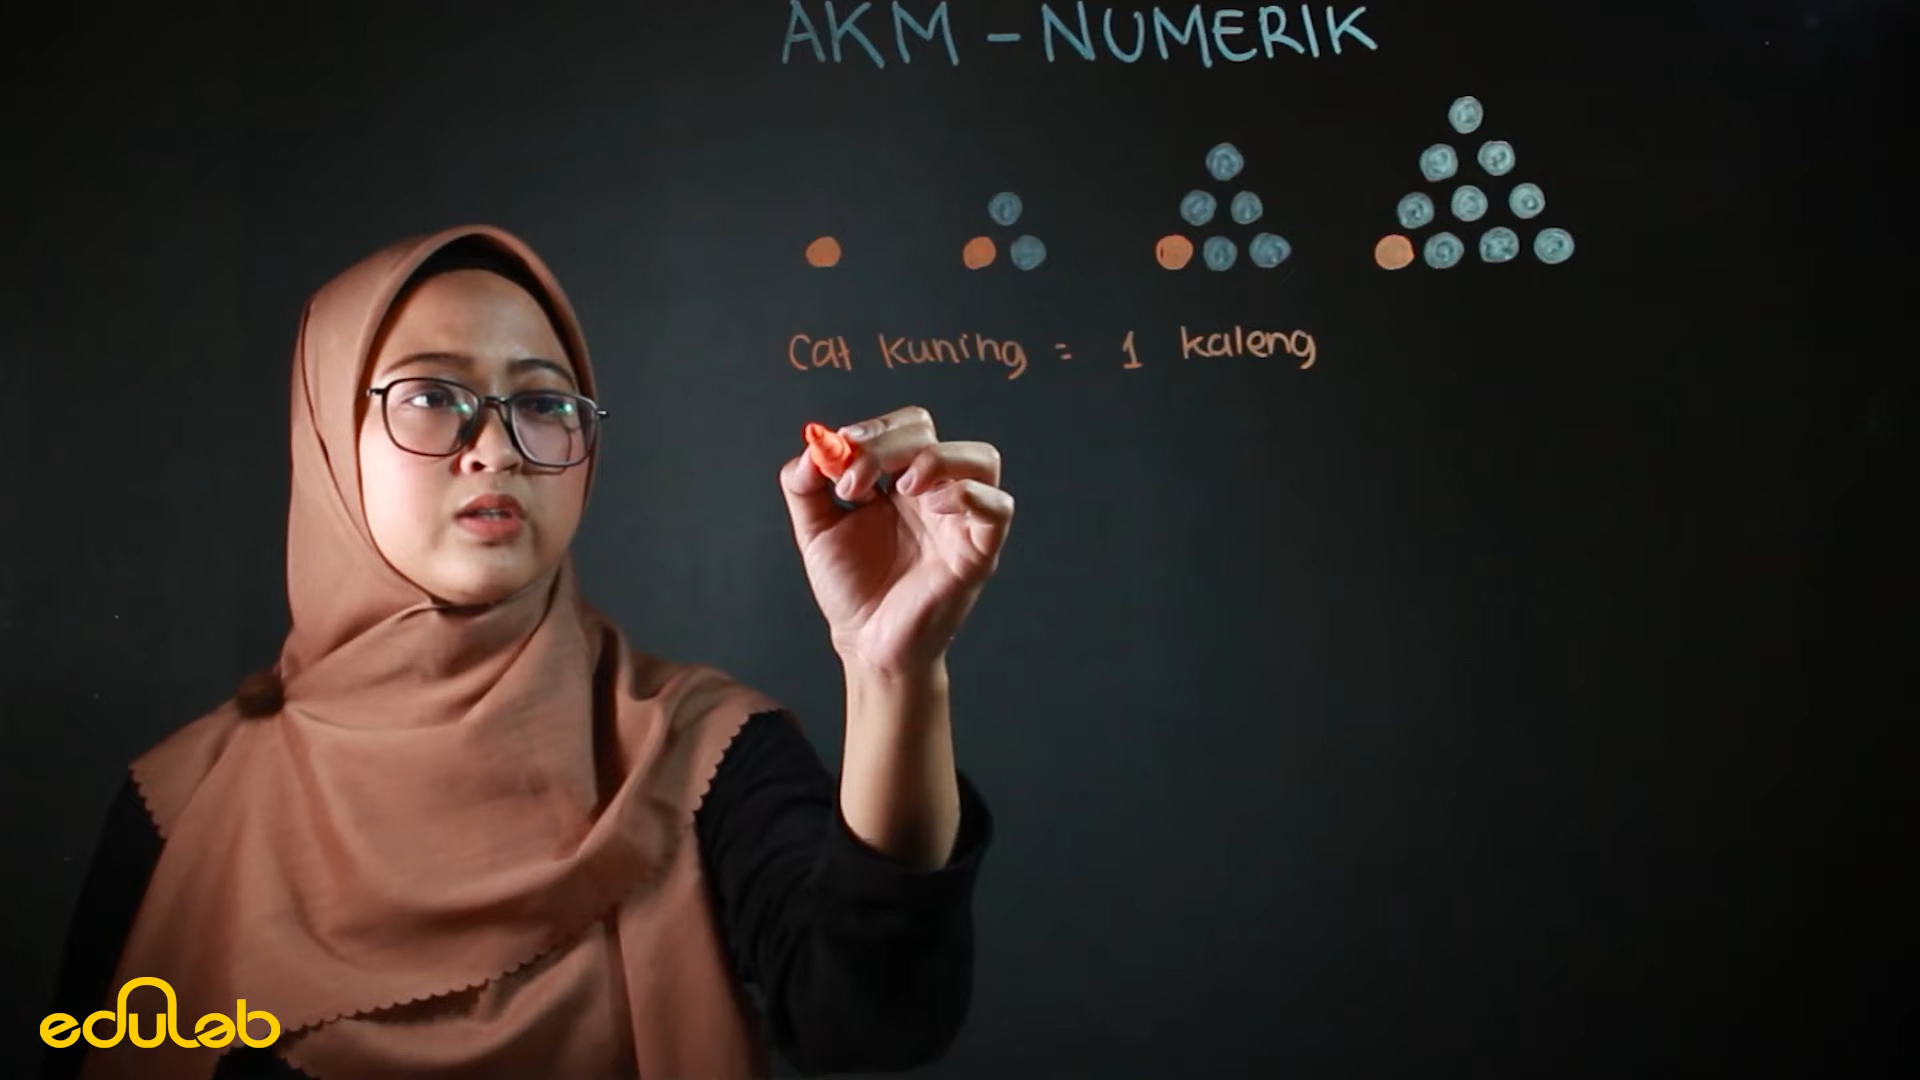 AKM - NUMERIK
Cat kuning = 1 kaleng
edulab